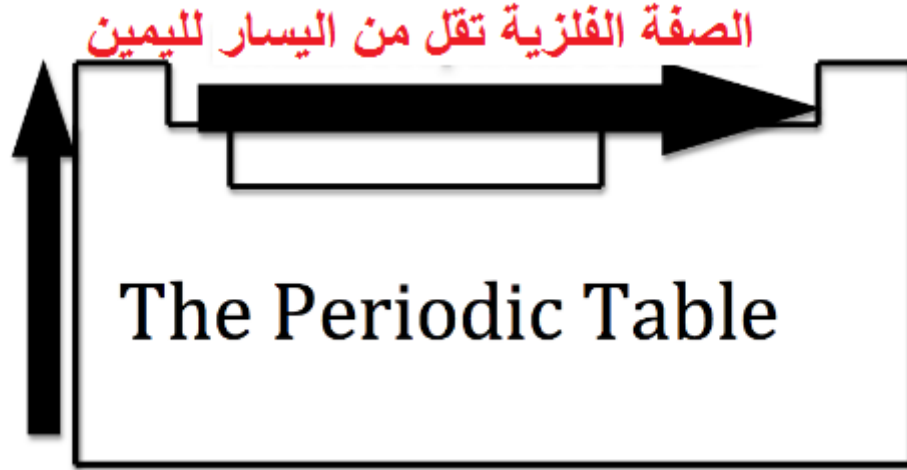 الصفة الفلزية تقل من اليسار لليمين
The Periodic Table